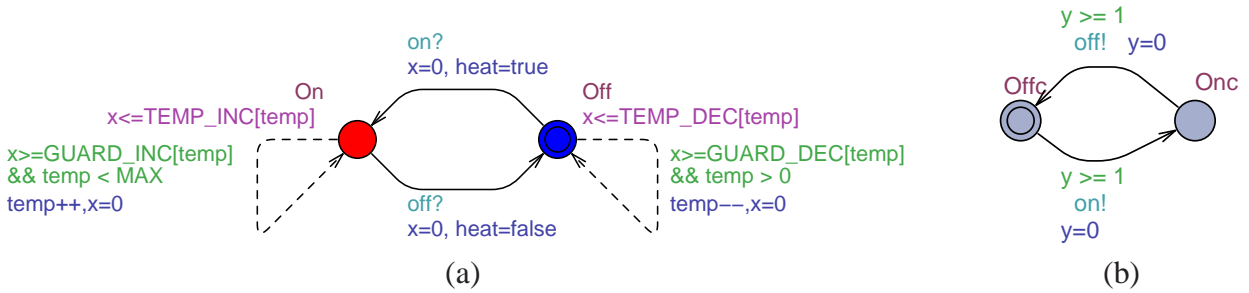 on?
x=0, heat=true
On
x<=TEMP_INC[temp]
x>=GUARD_INC[temp]
&& temp < MAX
temp++,x=0
Off
x<=TEMP_DEC[temp]
x>=GUARD_DEC[temp]
&& temp > 0
temp−−,x=0
off?
x=0, heat=false
(a)
y >= 1
off! y=0
Offc
Onc
y >= 1
on!
y=0
(b)